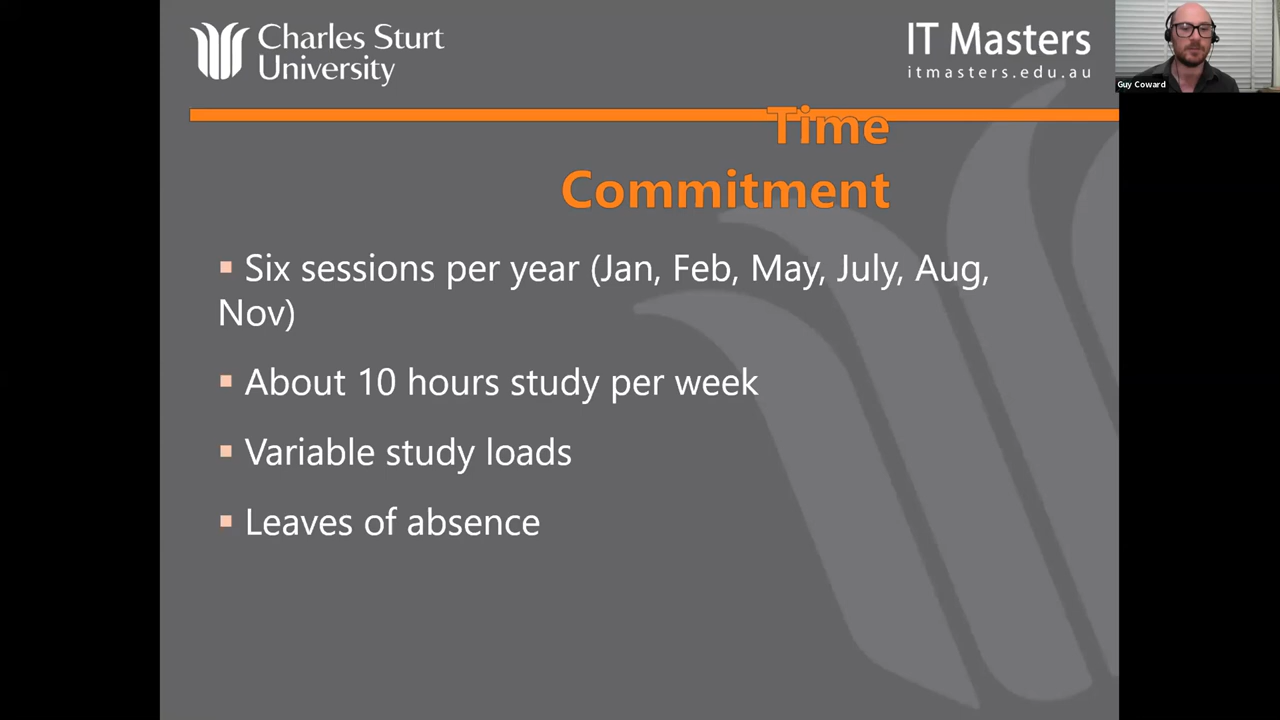 Charles Sturt
University
IT Masters
itmasters.edu.au
Guy Coward
Time
Commitment
▪ Six sessions per year (Jan, Feb, May, July, Aug,
Nov)
▪ About 10 hours study per week
▪ Variable study loads
▪ Leaves of absence